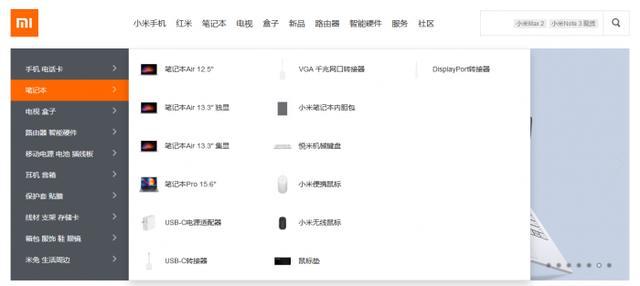 mi
小米手机 红米 笔记本 电视 盒子 新品 路由器 智能硬件 服务 社区
小米Max 2 小米Note 3 现货
手机 电话卡
笔记本
电视 盒子
路由器 智能硬件
移动电源 电池 插线板
耳机 音箱
保护套 贴膜
线材 支架 存储卡
箱包 服饰 鞋 眼镜
米兔 生活周边
笔记本Air 12.5" VGA 千兆网口转接器 DisplayPort转接器
笔记本Air 13.3" 独显 小米笔记本内胆包
笔记本Air 13.3" 集显 悦米机械键盘
笔记本Pro 15.6" 小米便携鼠标
USB-C电源适配器 小米无线鼠标
USB-C转接器 鼠标垫